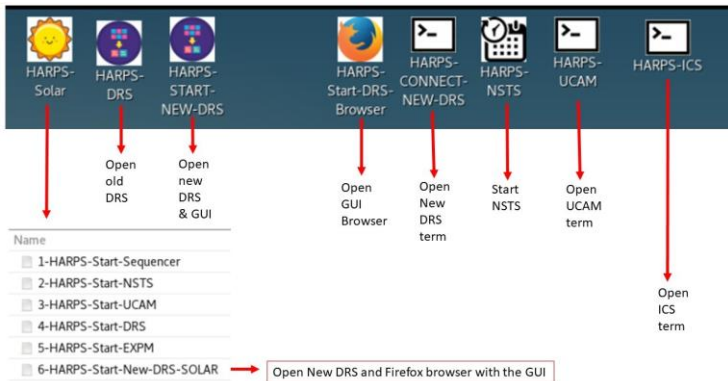 HARPS-
Solar
HARPS-
DRS
HARPS-
START-
NEW-DRS
HARPS-
Start-DRS-
Browser
HARPS-
CONNECT-
NEW-DRS
HARPS-
NSTS
HARPS-
UCAM
HARPS-ICS
Open
old
DRS
Open
new
DRS
& GUI
Open
GUI
Browser
Open
New
DRS
term
Start
NSTS
Open
UCAM
term
Open
ICS
term
Name
1-HARPS-Start-Sequencer
2-HARPS-Start-NSTS
3-HARPS-Start-UCAM
4-HARPS-Start-DRS
5-HARPS-Start-EXPM
6-HARPS-Start-New-DRS-SOLAR
Open New DRS and Firefox browser with the GUI